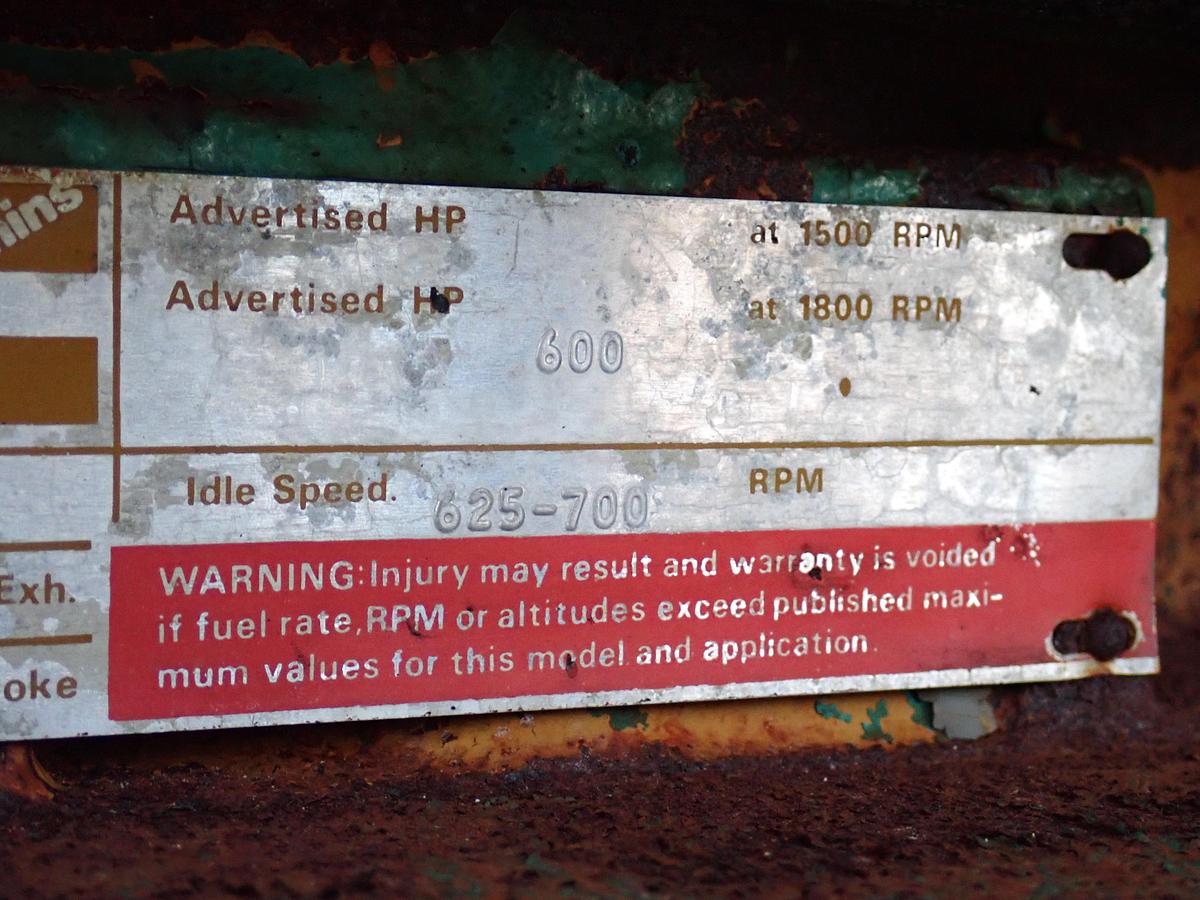 Advertised HP at 1500 RPM
Advertised HP at 1800 RPM
600
Idle Speed. 625-700 RPM
Exh.
oke
WARNING:Injury may result and warranty is voided
if fuel rate,RPM or altitudes exceed published maxi-
mum values for this model and application.